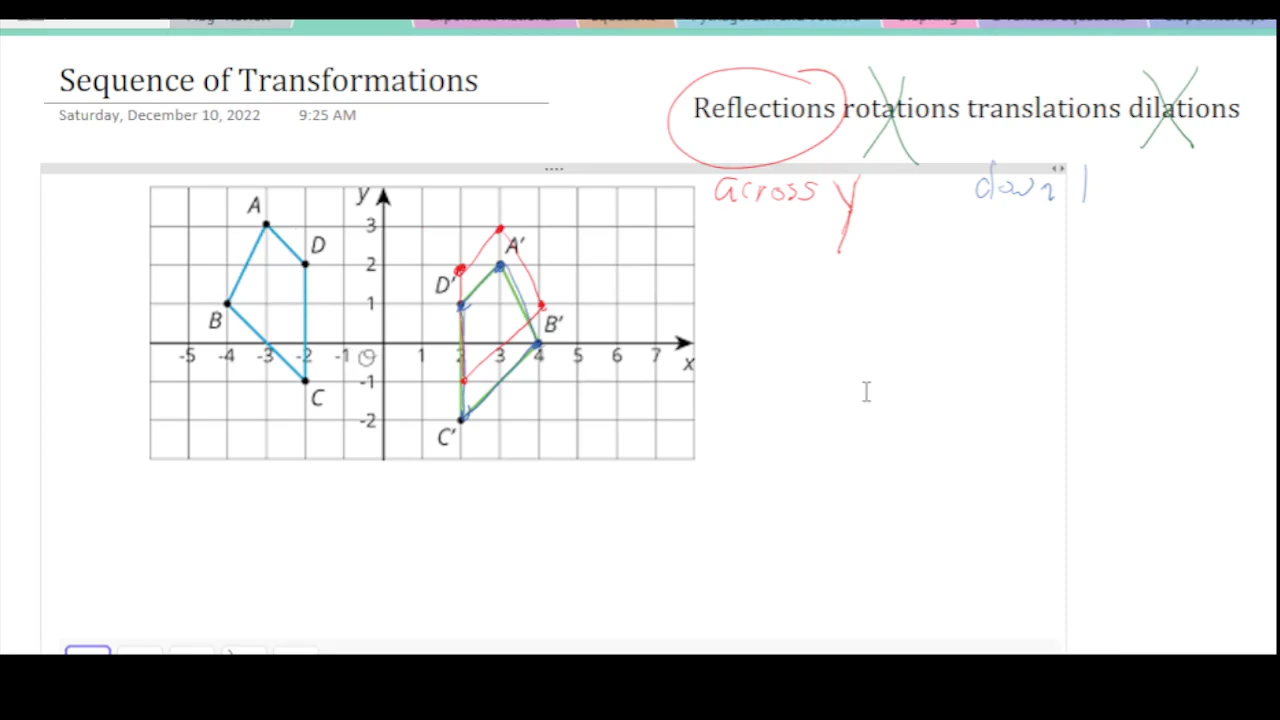 Sequence of Transformations
Saturday, December 10, 2022 9:25 AM
Reflections rotations translations dilations
across y down 1
A
D
B
C
y
3
2
1
-5 -4 -3 -2 -1 O 1 2 3 4 5 6 7
x
-1
-2
A'
D'
B'
C'